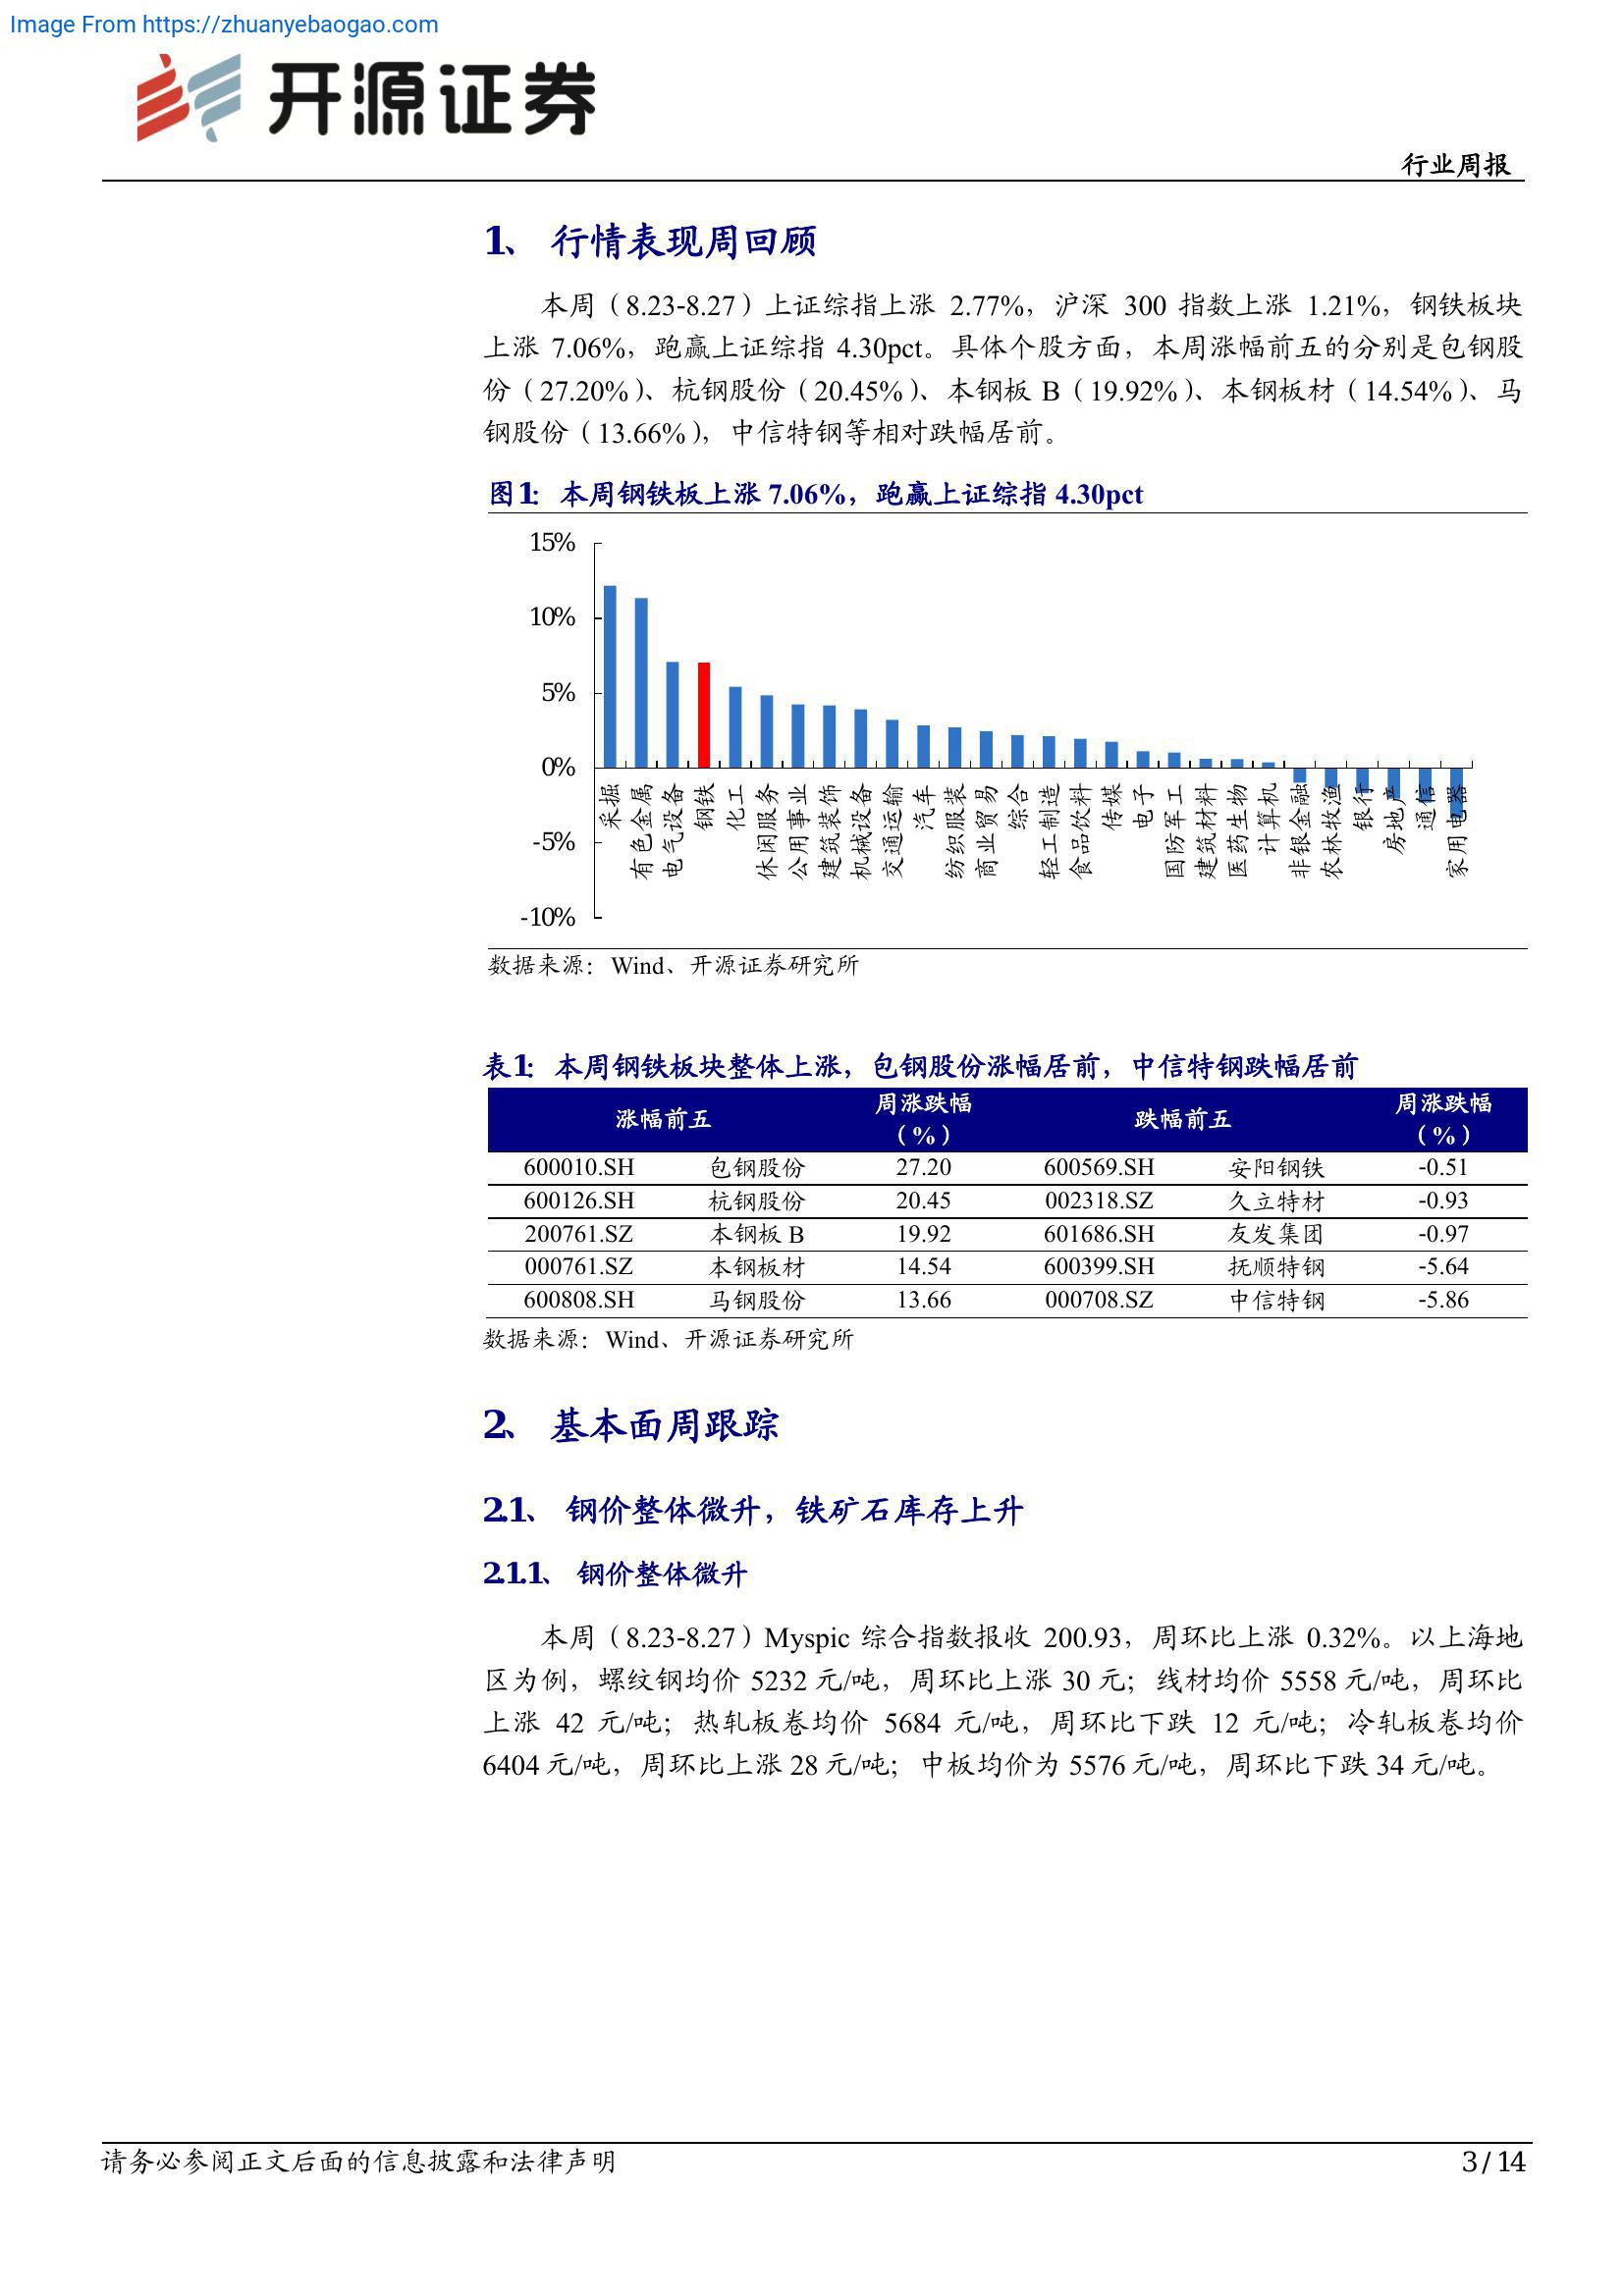 Image From https://zhuanyebaogao.com
开源证券
行业周报
1、 行情表现周回顾
本周（8.23-8.27）上证综指上涨 2.77%，沪深 300 指数上涨 1.21%，钢铁板块
上涨 7.06%，跑赢上证综指 4.30pct。具体个股方面，本周涨幅前五的分别是包钢股
份（27.20%）、杭钢股份（20.45%）、本钢板 B（19.92%）、本钢板材（14.54%）、马
钢股份（13.66%），中信特钢等相对跌幅居前。
图1： 本周钢铁板上涨 7.06%，跑赢上证综指 4.30pct
15%
10%
5%
0%
-5%
-10%
采掘
有色金属
电气设备
钢铁
化工
休闲服务
公用事业
建筑装饰
机械设备
交通运输
汽车
纺织服装
商业贸易
综合
轻工制造
食品饮料
传媒
电子
国防军工
建筑材料
医药生物
计算机
非银金融
农林牧渔
银行
房地产
通信
家用电器
数据来源：Wind、开源证券研究所
表1： 本周钢铁板块整体上涨，包钢股份涨幅居前，中信特钢跌幅居前
涨幅前五 周涨跌幅（%） 跌幅前五 周涨跌幅（%）
600010.SH 包钢股份 27.20 600569.SH 安阳钢铁 -0.51
600126.SH 杭钢股份 20.45 002318.SZ 久立特材 -0.93
200761.SZ 本钢板 B 19.92 601686.SH 友发集团 -0.97
000761.SZ 本钢板材 14.54 600399.SH 抚顺特钢 -5.64
600808.SH 马钢股份 13.66 000708.SZ 中信特钢 -5.86
数据来源：Wind、开源证券研究所
2、 基本面周跟踪
2.1、 钢价整体微升，铁矿石库存上升
2.1.1、 钢价整体微升
本周（8.23-8.27）Myspic 综合指数报收 200.93，周环比上涨 0.32%。以上海地
区为例，螺纹钢均价 5232 元/吨，周环比上涨 30 元；线材均价 5558 元/吨，周环比
上涨 42 元/吨；热轧板卷均价 5684 元/吨，周环比下跌 12 元/吨；冷轧板卷均价
6404 元/吨，周环比上涨 28 元/吨；中板均价为 5576 元/吨，周环比下跌 34 元/吨。
请务必参阅正文后面的信息披露和法律声明
3 / 14